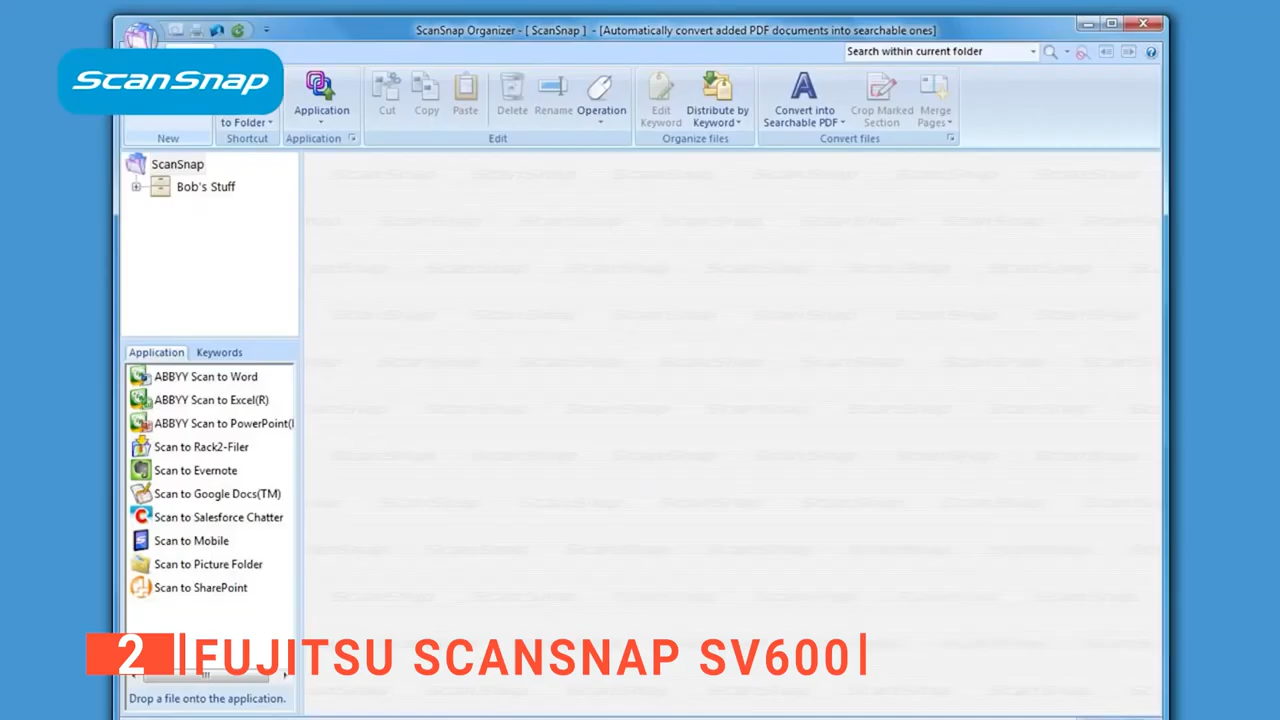 ScanSnap Organizer - [ ScanSnap ] - [Automatically convert added PDF documents into searchable ones]
Search within current folder
ScanSnap
to Folder
Application
Cut
Copy
Paste
Delete
Rename
Operation
Edit
Keyword
Distribute by
Keyword
Convert into
Searchable PDF
Crop Marked
Section
Merge
Pages
New
Shortcut
Application
Edit
Organize files
Convert files
ScanSnap
Bob's Stuff
Application
Keywords
ABBYY Scan to Word
ABBYY Scan to Excel(R)
ABBYY Scan to PowerPoint(
Scan to Rack2-Filer
Scan to Evernote
Scan to Google Docs(TM)
Scan to Salesforce Chatter
Scan to Mobile
Scan to Picture Folder
Scan to SharePoint
2 FUJITSU SCANSNAP SV600
Drop a file onto the application.